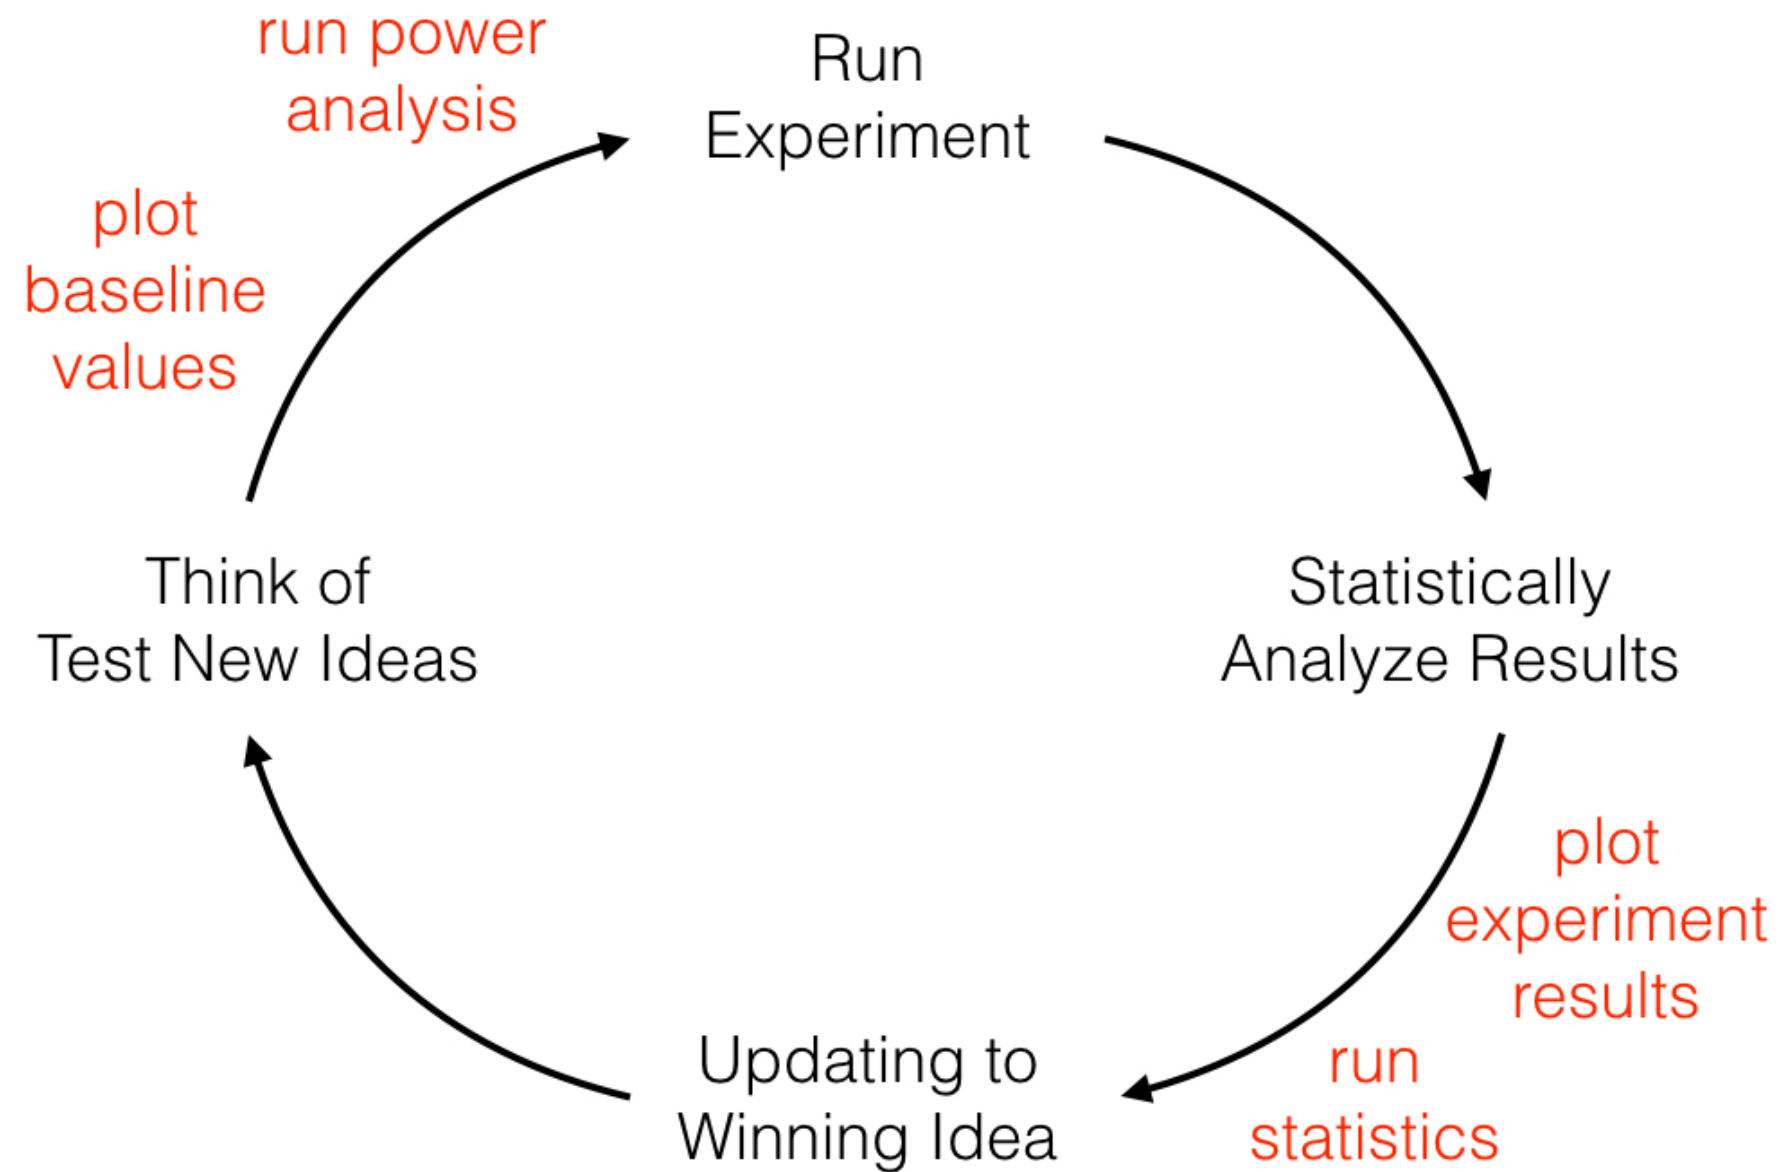 run power
analysis
Run
Experiment
plot
baseline
values
Think of
Test New Ideas
Statistically
Analyze Results
plot
experiment
results
Updating to
Winning Idea
run
statistics